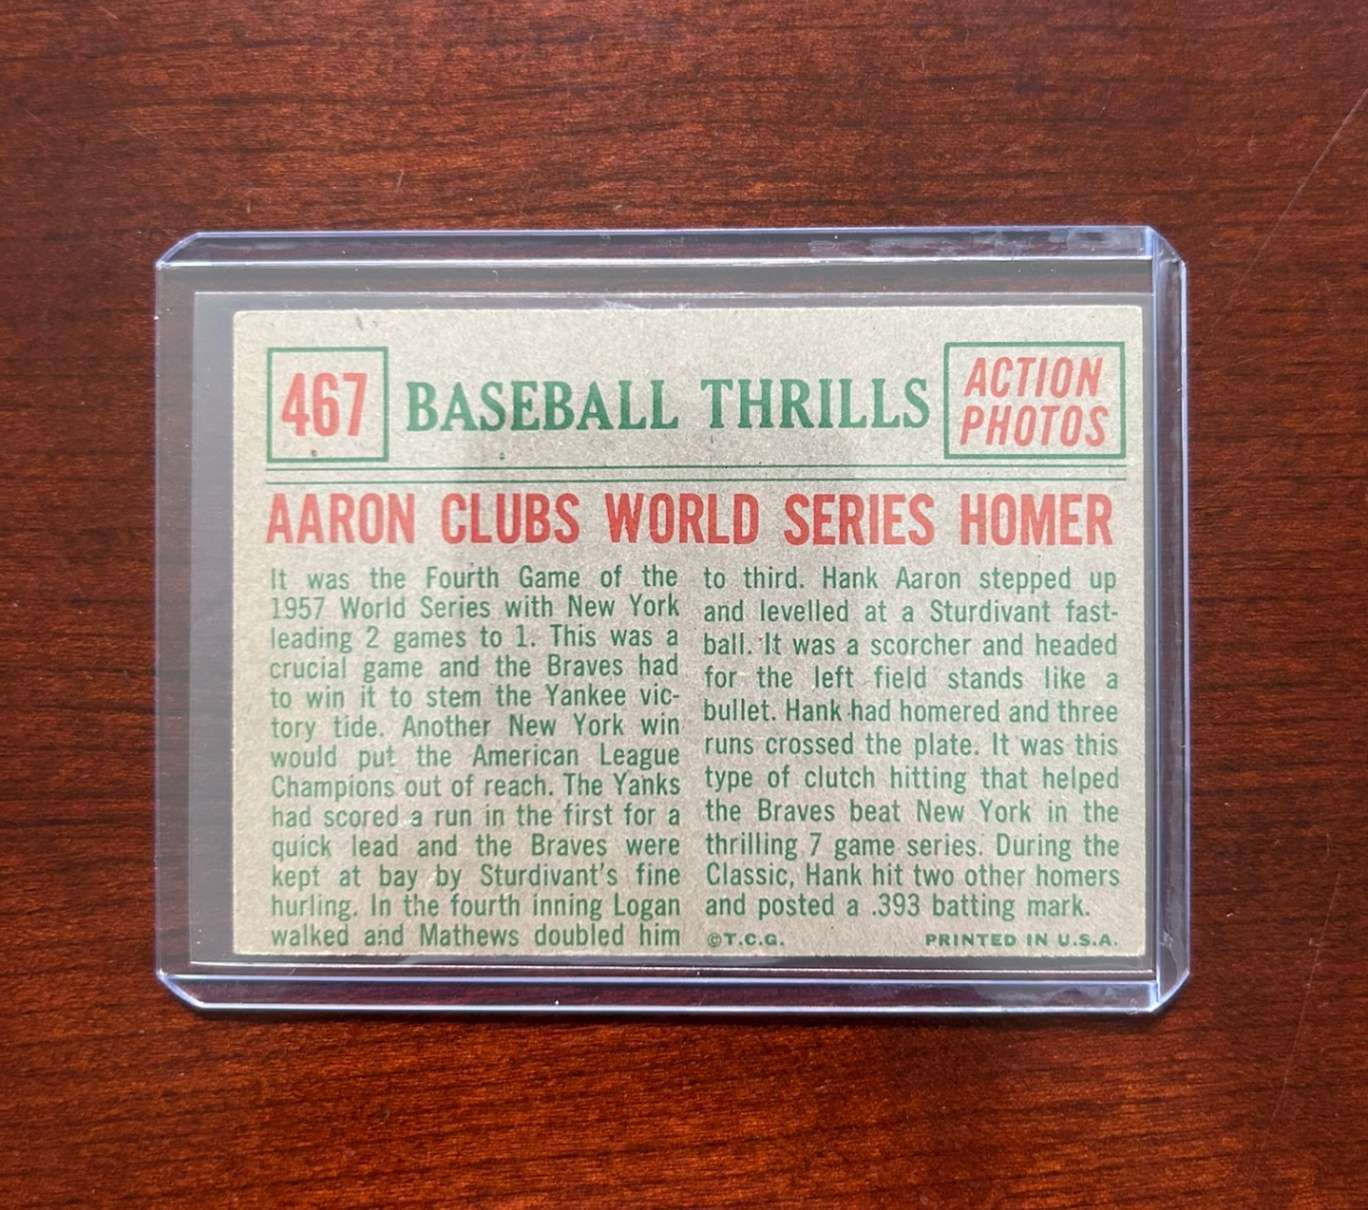 467
BASEBALL THRILLS
ACTION
PHOTOS
AARON CLUBS WORLD SERIES HOMER
It was the Fourth Game of the
1957 World Series with New York
leading 2 games to 1. This was a
crucial game and the Braves had
to win it to stem the Yankee vic-
tory tide. Another New York win
would put the American League
Champions out of reach. The Yanks
had scored a run in the first for a
quick lead and the Braves were
kept at bay by Sturdivant's fine
hurling. In the fourth inning Logan
walked and Mathews doubled him
to third. Hank Aaron stepped up
and levelled at a Sturdivant fast-
ball. It was a scorcher and headed
for the left field stands like a
bullet. Hank had homered and three
runs crossed the plate. It was this
type of clutch hitting that helped
the Braves beat New York in the
thrilling 7 game series. During the
Classic, Hank hit two other homers
and posted a .393 batting mark.
©T.C.G.
PRINTED IN U.S.A.